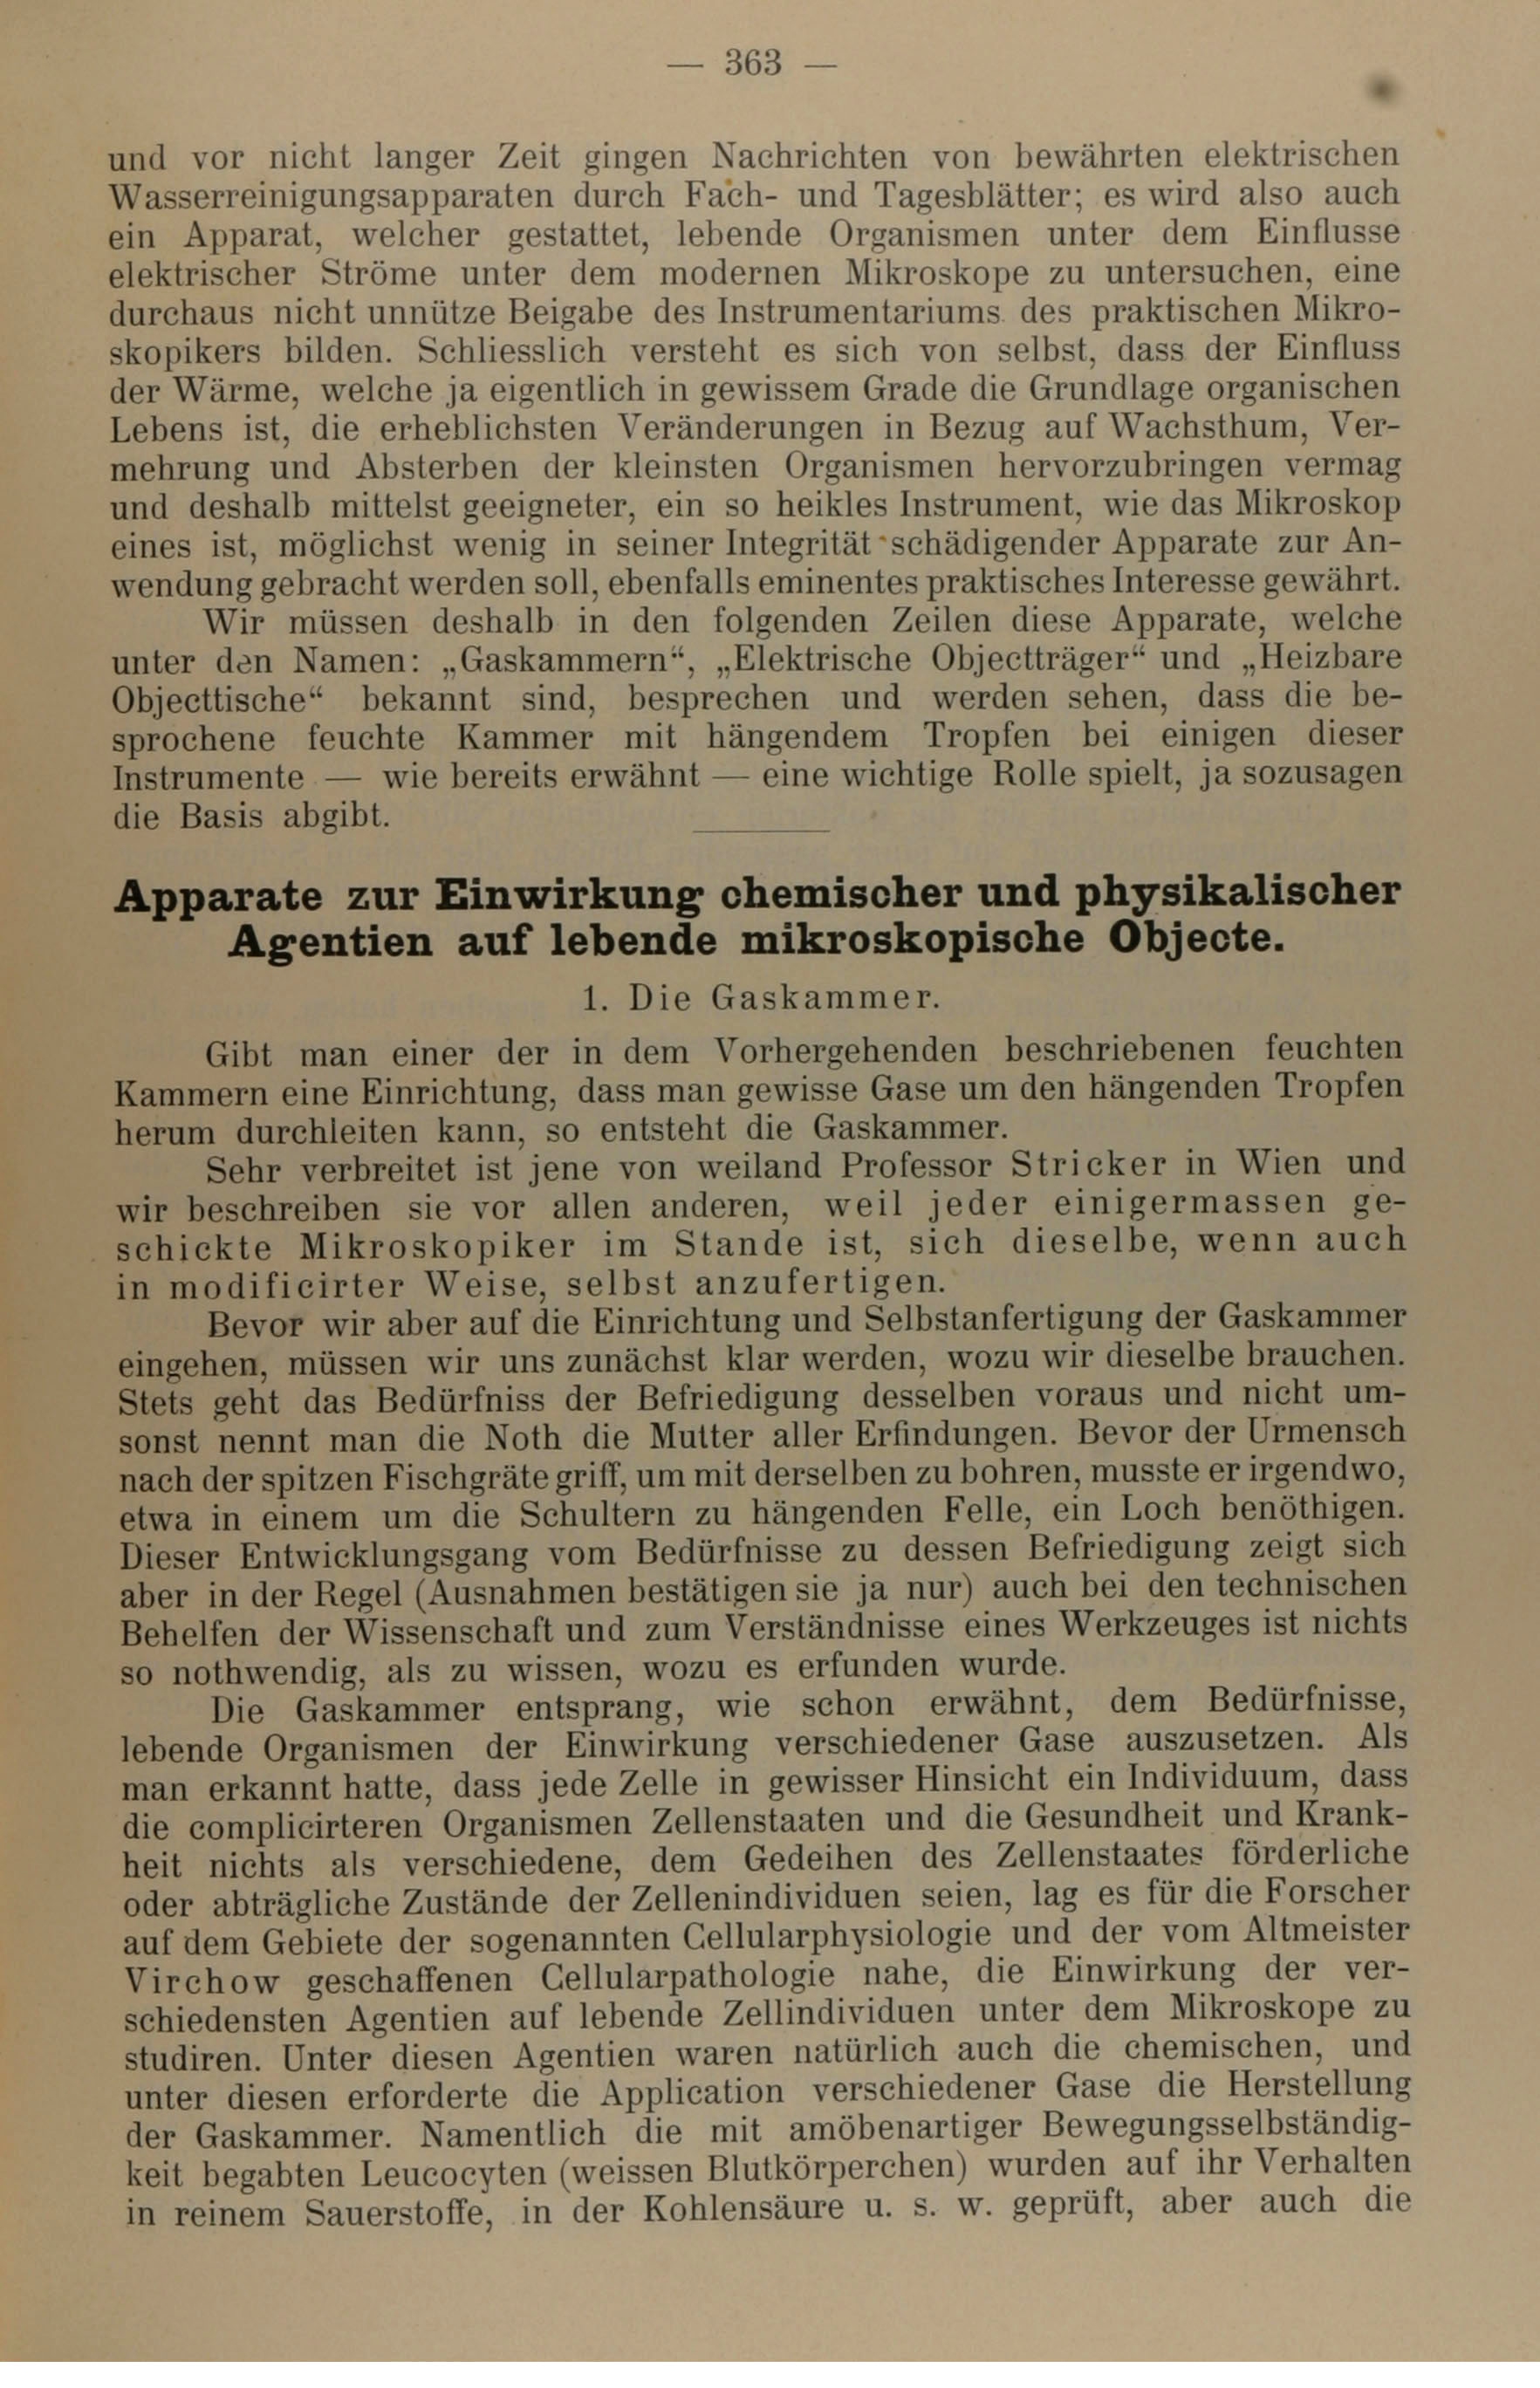 — 363 —
und vor nicht langer Zeit gingen Nachrichten von bewährten elektrischen
Wasserreinigungsapparaten durch Fach- und Tagesblätter; es wird also auch
ein Apparat, welcher gestattet, lebende Organismen unter dem Einflusse
elektrischer Ströme unter dem modernen Mikroskope zu untersuchen, eine
durchaus nicht unnütze Beigabe des Instrumentariums des praktischen Mikro-
skopikers bilden. Schliesslich versteht es sich von selbst, dass der Einfluss
der Wärme, welche ja eigentlich in gewissem Grade die Grundlage organischen
Lebens ist, die erheblichsten Veränderungen in Bezug auf Wachsthum, Ver-
mehrung und Absterben der kleinsten Organismen hervorzubringen vermag
und deshalb mittelst geeigneter, ein so heikles Instrument, wie das Mikroskop
eines ist, möglichst wenig in seiner Integrität schädigender Apparate zur An-
wendung gebracht werden soll, ebenfalls eminentes praktisches Interesse gewährt.
Wir müssen deshalb in den folgenden Zeilen diese Apparate, welche
unter den Namen: „Gaskammern“, „Elektrische Objectträger“ und „Heizbare
Objecttische“ bekannt sind, besprechen und werden sehen, dass die be-
sprochene feuchte Kammer mit hängendem Tropfen bei einigen dieser
Instrumente — wie bereits erwähnt — eine wichtige Rolle spielt, ja sozusagen
die Basis abgibt.
Apparate zur Einwirkung chemischer und physikalischer
Agentien auf lebende mikroskopische Objecte.
1. Die Gaskammer.
Gibt man einer der in dem Vorhergehenden beschriebenen feuchten
Kammern eine Einrichtung, dass man gewisse Gase um den hängenden Tropfen
herum durchleiten kann, so entsteht die Gaskammer.
Sehr verbreitet ist jene von weiland Professor Stricker in Wien und
wir beschreiben sie vor allen anderen, weil jeder einigermassen ge-
schickte Mikroskopiker im Stande ist, sich dieselbe, wenn auch
in modificirter Weise, selbst anzufertigen.
Bevor wir aber auf die Einrichtung und Selbstanfertigung der Gaskammer
eingehen, müssen wir uns zunächst klar werden, wozu wir dieselbe brauchen.
Stets geht das Bedürfniss der Befriedigung desselben voraus und nicht um-
sonst nennt man die Noth die Mutter aller Erfindungen. Bevor der Urmensch
nach der spitzen Fischgräte griff, um mit derselben zu bohren, musste er irgendwo,
etwa in einem um die Schultern zu hängenden Felle, ein Loch benöthigen.
Dieser Entwicklungsgang vom Bedürfnisse zu dessen Befriedigung zeigt sich
aber in der Regel (Ausnahmen bestätigen sie ja nur) auch bei den technischen
Behelfen der Wissenschaft und zum Verständnisse eines Werkzeuges ist nichts
so nothwendig, als zu wissen, wozu es erfunden wurde.
Die Gaskammer entsprang, wie schon erwähnt, dem Bedürfnisse,
lebende Organismen der Einwirkung verschiedener Gase auszusetzen. Als
man erkannt hatte, dass jede Zelle in gewisser Hinsicht ein Individuum, dass
die complicirteren Organismen Zellenstaaten und die Gesundheit und Krank-
heit nichts als verschiedene, dem Gedeihen des Zellenstaates förderliche
oder abträgliche Zustände der Zellenindividuen seien, lag es für die Forscher
auf dem Gebiete der sogenannten Cellularphysiologie und der vom Altmeister
Virchow geschaffenen Cellularpathologie nahe, die Einwirkung der ver-
schiedensten Agentien auf lebende Zellindividuen unter dem Mikroskope zu
studiren. Unter diesen Agentien waren natürlich auch die chemischen, und
unter diesen erforderte die Application verschiedener Gase die Herstellung
der Gaskammer. Namentlich die mit amöbenartiger Bewegungsselbständig-
keit begabten Leucocyten (weissen Blutkörperchen) wurden auf ihr Verhalten
in reinem Sauerstoffe, in der Kohlensäure u. s. w. geprüft, aber auch die